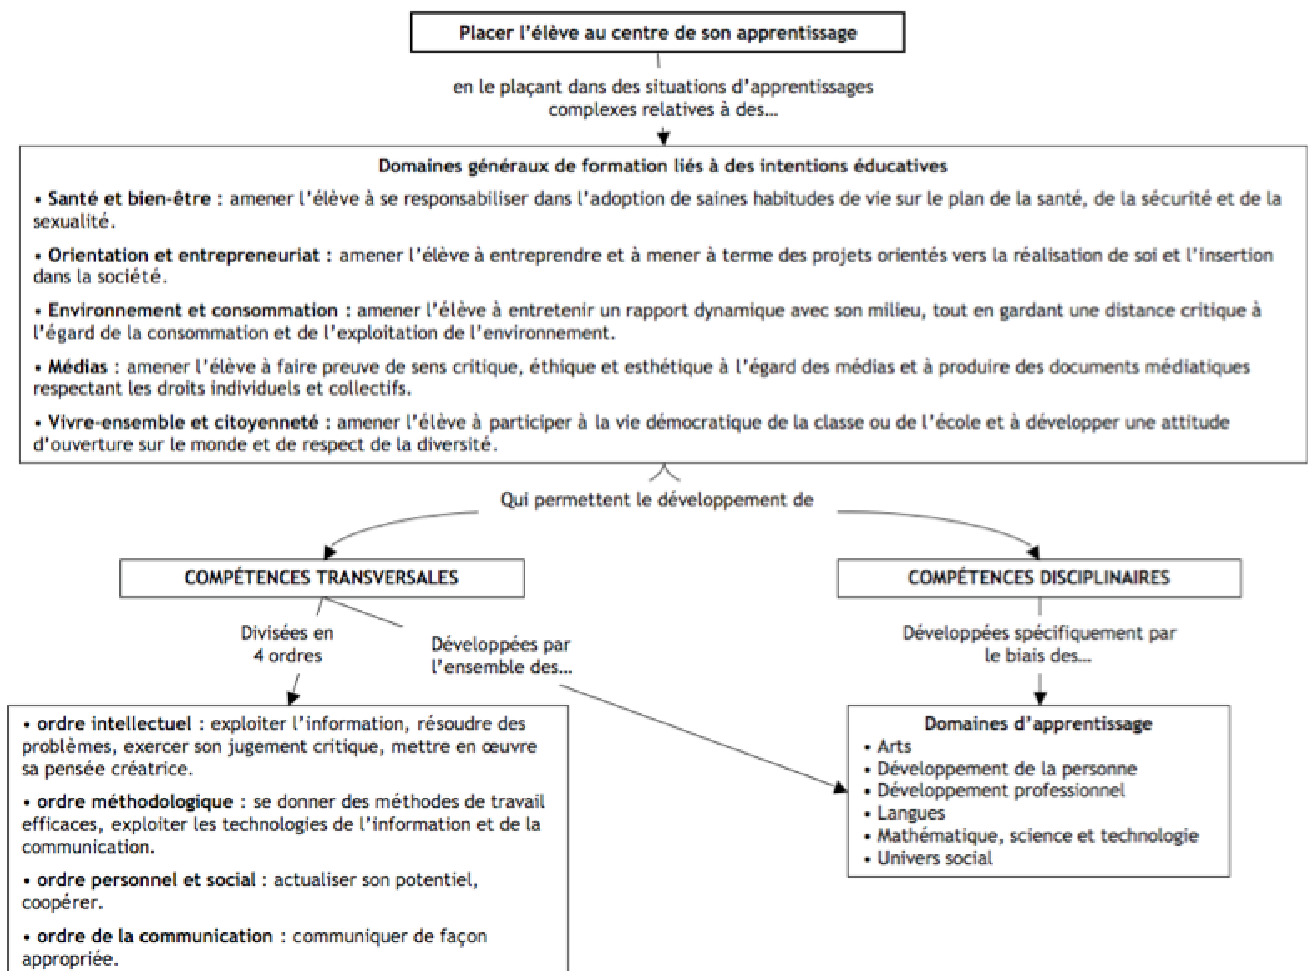 Placer l'élève au centre de son apprentissage
en le plaçant dans des situations d'apprentissages
complexes relatives à des...
Domaines généraux de formation liés à des intentions éducatives
• Santé et bien-être : amener l'élève à se responsabiliser dans l'adoption de saines habitudes de vie sur le plan de la santé, de la sécurité et de la
sexualité.
• Orientation et entrepreneuriat : amener l'élève à entreprendre et à mener à terme des projets orientés vers la réalisation de soi et l'insertion
dans la société.
• Environnement et consommation : amener l'élève à entretenir un rapport dynamique avec son milieu, tout en gardant une distance critique à
l'égard de la consommation et de l'exploitation de l'environnement.
• Médias : amener l'élève à faire preuve de sens critique, éthique et esthétique à l'égard des médias et à produire des documents médiatiques
respectant les droits individuels et collectifs.
• Vivre-ensemble et citoyenneté : amener l'élève à participer à la vie démocratique de la classe ou de l'école et à développer une attitude
d'ouverture sur le monde et de respect de la diversité.
Qui permettent le développement de
COMPÉTENCES TRANSVERSALES
Divisées en
4 ordres
Développées par
l'ensemble des...
• ordre intellectuel : exploiter l'information, résoudre des
problèmes, exercer son jugement critique, mettre en œuvre
sa pensée créatrice.
• ordre méthodologique : se donner des méthodes de travail
efficaces, exploiter les technologies de l'information et de la
communication.
• ordre personnel et social : actualiser son potentiel,
coopérer.
• ordre de la communication : communiquer de façon
appropriée.
COMPÉTENCES DISCIPLINAIRES
Développées spécifiquement par
le biais des...
Domaines d'apprentissage
• Arts
• Développement de la personne
• Développement professionnel
• Langues
• Mathématique, science et technologie
• Univers social